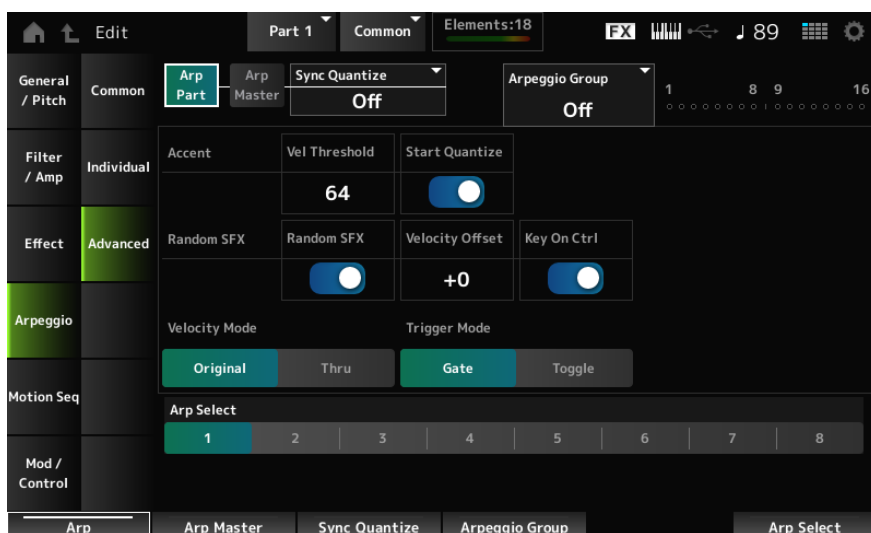 Edit Part 1 Common Elements:18 FX ♩ 89
General / Pitch
Common
Arp Part
Arp Master
Sync Quantize
Off
Arpeggio Group
Off
1 8 9 16
Filter / Amp
Individual
Accent
Vel Threshold
64
Start Quantize
Effect
Advanced
Random SFX
Random SFX
Velocity Offset
+0
Key On Ctrl
Arpeggio
Velocity Mode
Original Thru
Trigger Mode
Gate Toggle
Motion Seq
Arp Select
1 2 3 4 5 6 7 8
Mod / Control
Arp Arp Master Sync Quantize Arpeggio Group Arp Select